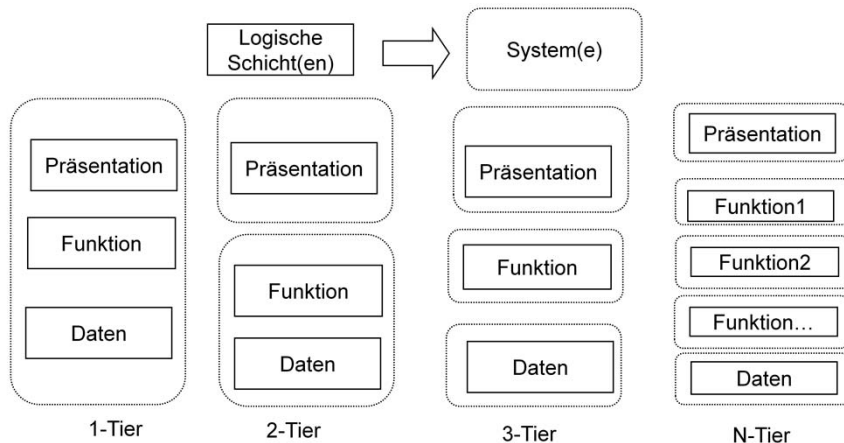 Logische
Schicht(en)
System(e)
Präsentation
Funktion
Daten
1-Tier
Präsentation
Funktion
Daten
2-Tier
Präsentation
Funktion
Daten
3-Tier
Präsentation
Funktion1
Funktion2
Funktion…
Daten
N-Tier